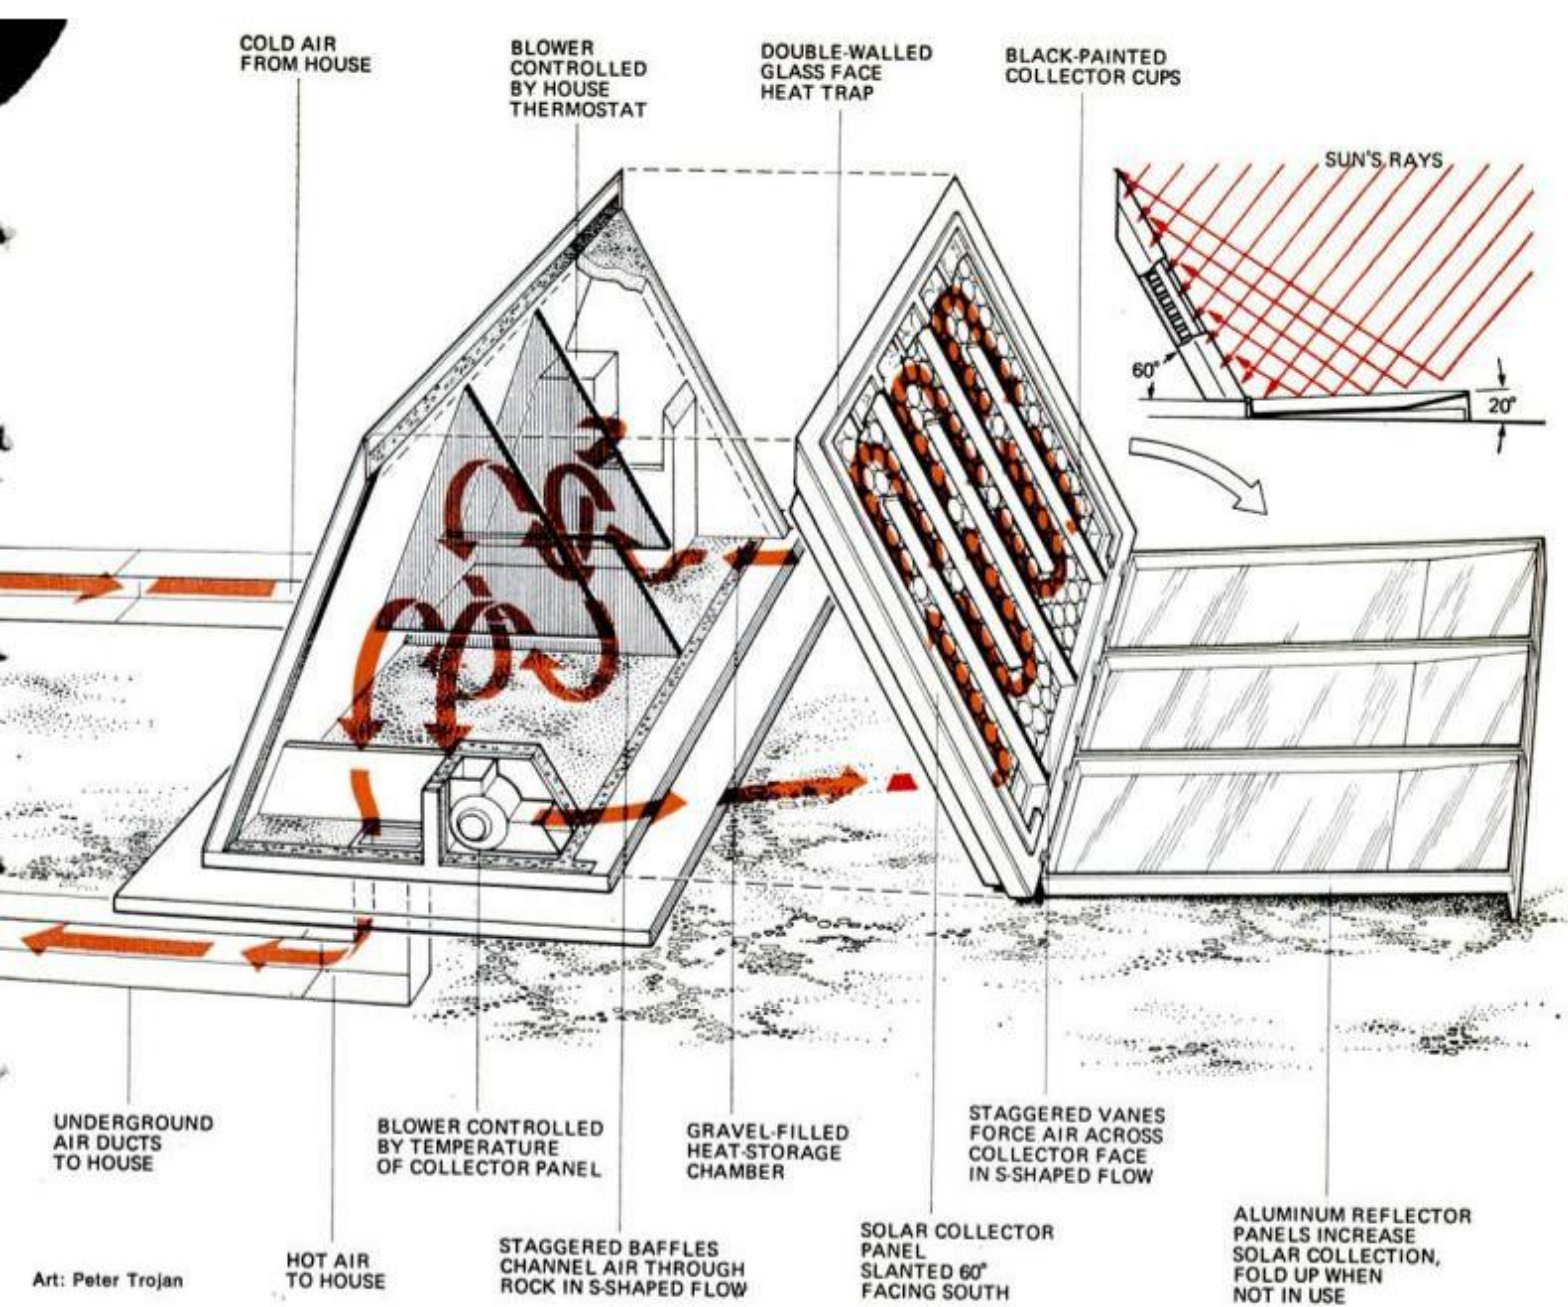 COLD AIR
FROM HOUSE
BLOWER
CONTROLLED
BY HOUSE
THERMOSTAT
DOUBLE-WALLED
GLASS FACE
HEAT TRAP
BLACK-PAINTED
COLLECTOR CUPS
SUN'S RAYS
60°
20°
UNDERGROUND
AIR DUCTS
TO HOUSE
HOT AIR
TO HOUSE
BLOWER CONTROLLED
BY TEMPERATURE
OF COLLECTOR PANEL
STAGGERED BAFFLES
CHANNEL AIR THROUGH
ROCK IN S-SHAPED FLOW
GRAVEL-FILLED
HEAT-STORAGE
CHAMBER
SOLAR COLLECTOR
PANEL
SLANTED 60°
FACING SOUTH
STAGGERED VANES
FORCE AIR ACROSS
COLLECTOR FACE
IN S-SHAPED FLOW
ALUMINUM REFLECTOR
PANELS INCREASE
SOLAR COLLECTION,
FOLD UP WHEN
NOT IN USE
Art: Peter Trojan